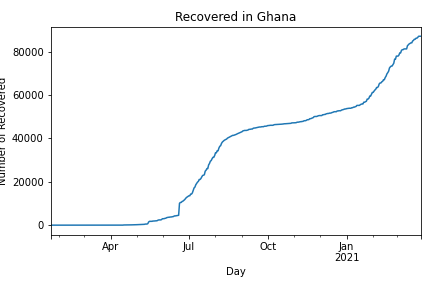 Recovered in Ghana
Number of Recovered
80000
60000
40000
20000
0
Apr
Jul
Oct
Jan
2021
Day